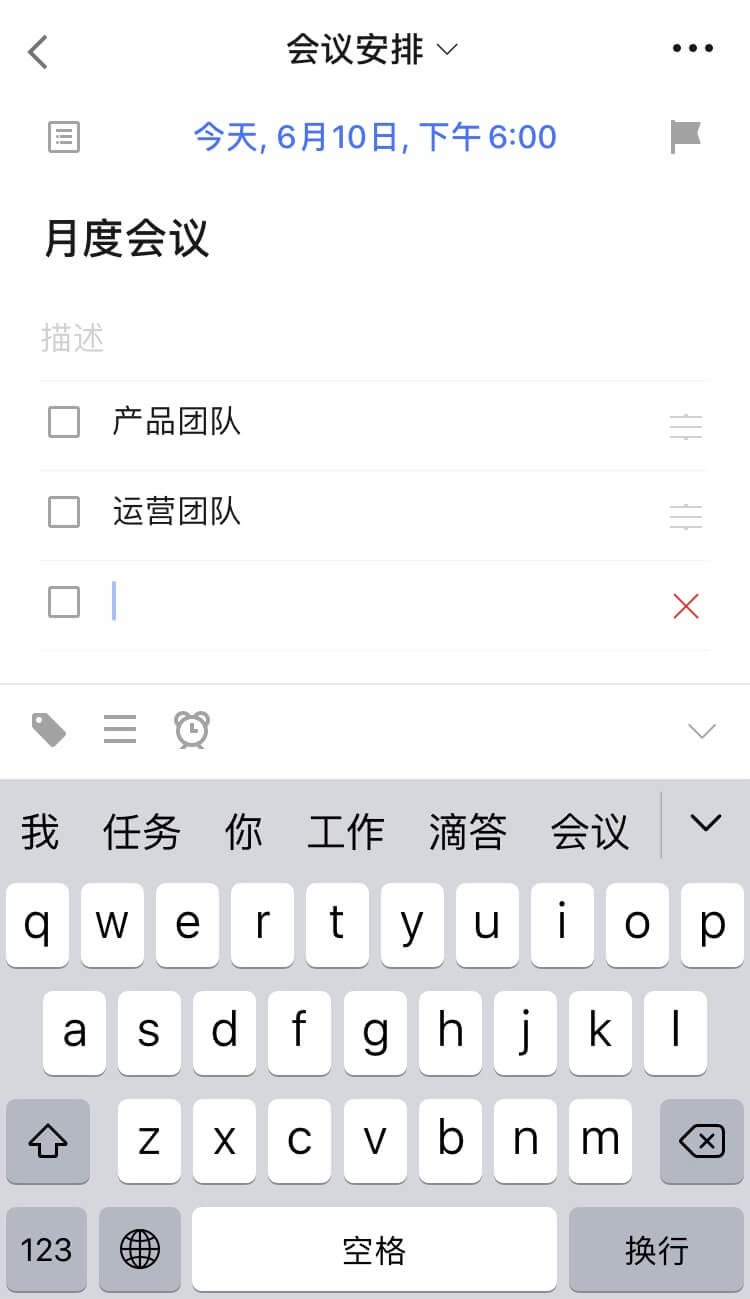 会议安排
今天, 6月10日, 下午 6:00
月度会议
描述
产品团队
运营团队
我 任务 你 工作 滴答 会议
q w e r t y u i o p
a s d f g h j k l
z x c v b n m
123 空格 换行